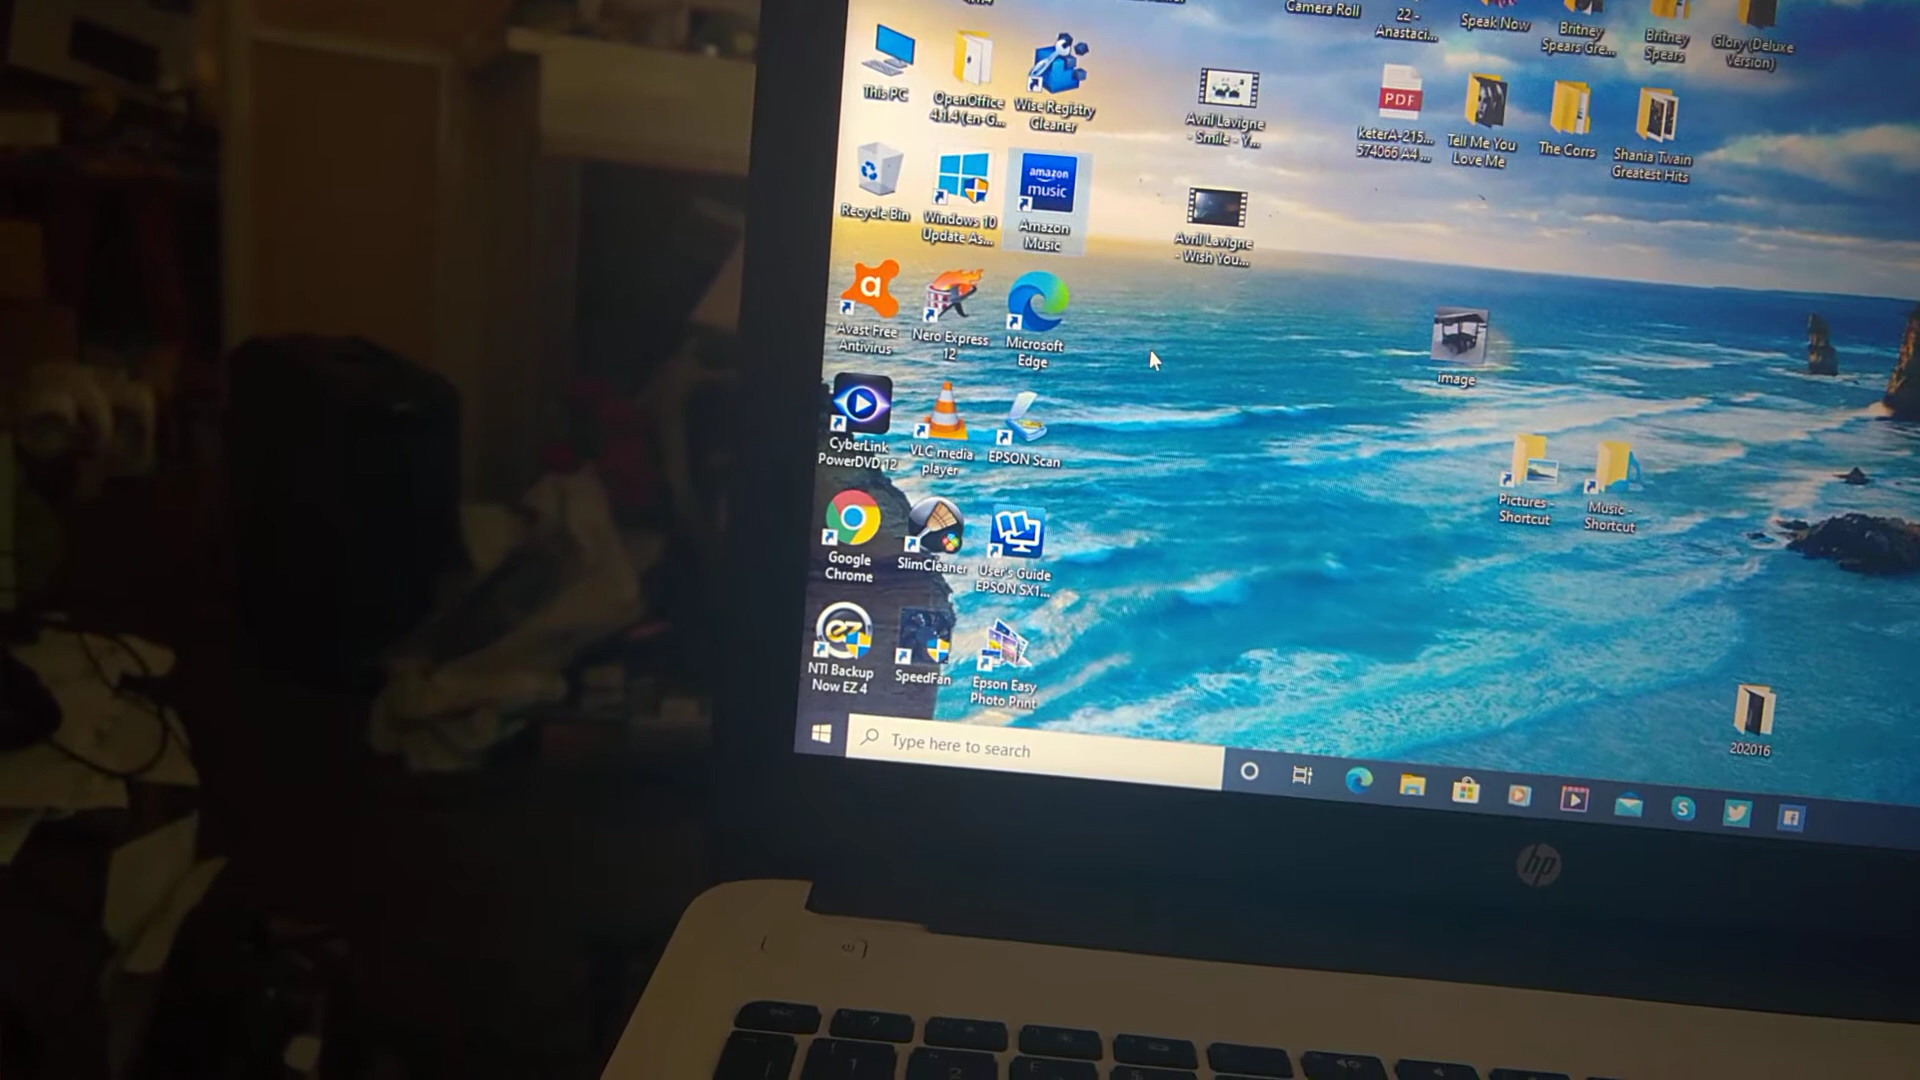 Camera Roll
22 -
Anastaci...
Speak Now
Britney
Spears Gre...
Britney
Spears
Glory (Deluxe
Version)
This PC
OpenOffice
4.1.4 (en-G...
Wise Registry
Cleaner
Avril Lavigne
- Smile - Y...
PDF
keterA-215...
574066 A4 ...
Tell Me You
Love Me
The Corrs
Shania Twain
Greatest Hits
Recycle Bin
Windows 10
Update As...
amazon
music
Amazon
Music
Avril Lavigne
- Wish You...
a
Avast Free
Antivirus
Nero Express
12
Microsoft
Edge
image
CyberLink
PowerDVD 12
VLC media
player
EPSON Scan
Pictures -
Shortcut
Music -
Shortcut
Google
Chrome
SlimCleaner
User's Guide
EPSON SX1...
ez
NTI Backup
Now EZ 4
SpeedFan
Epson Easy
Photo Print
202016
Type here to search
hp